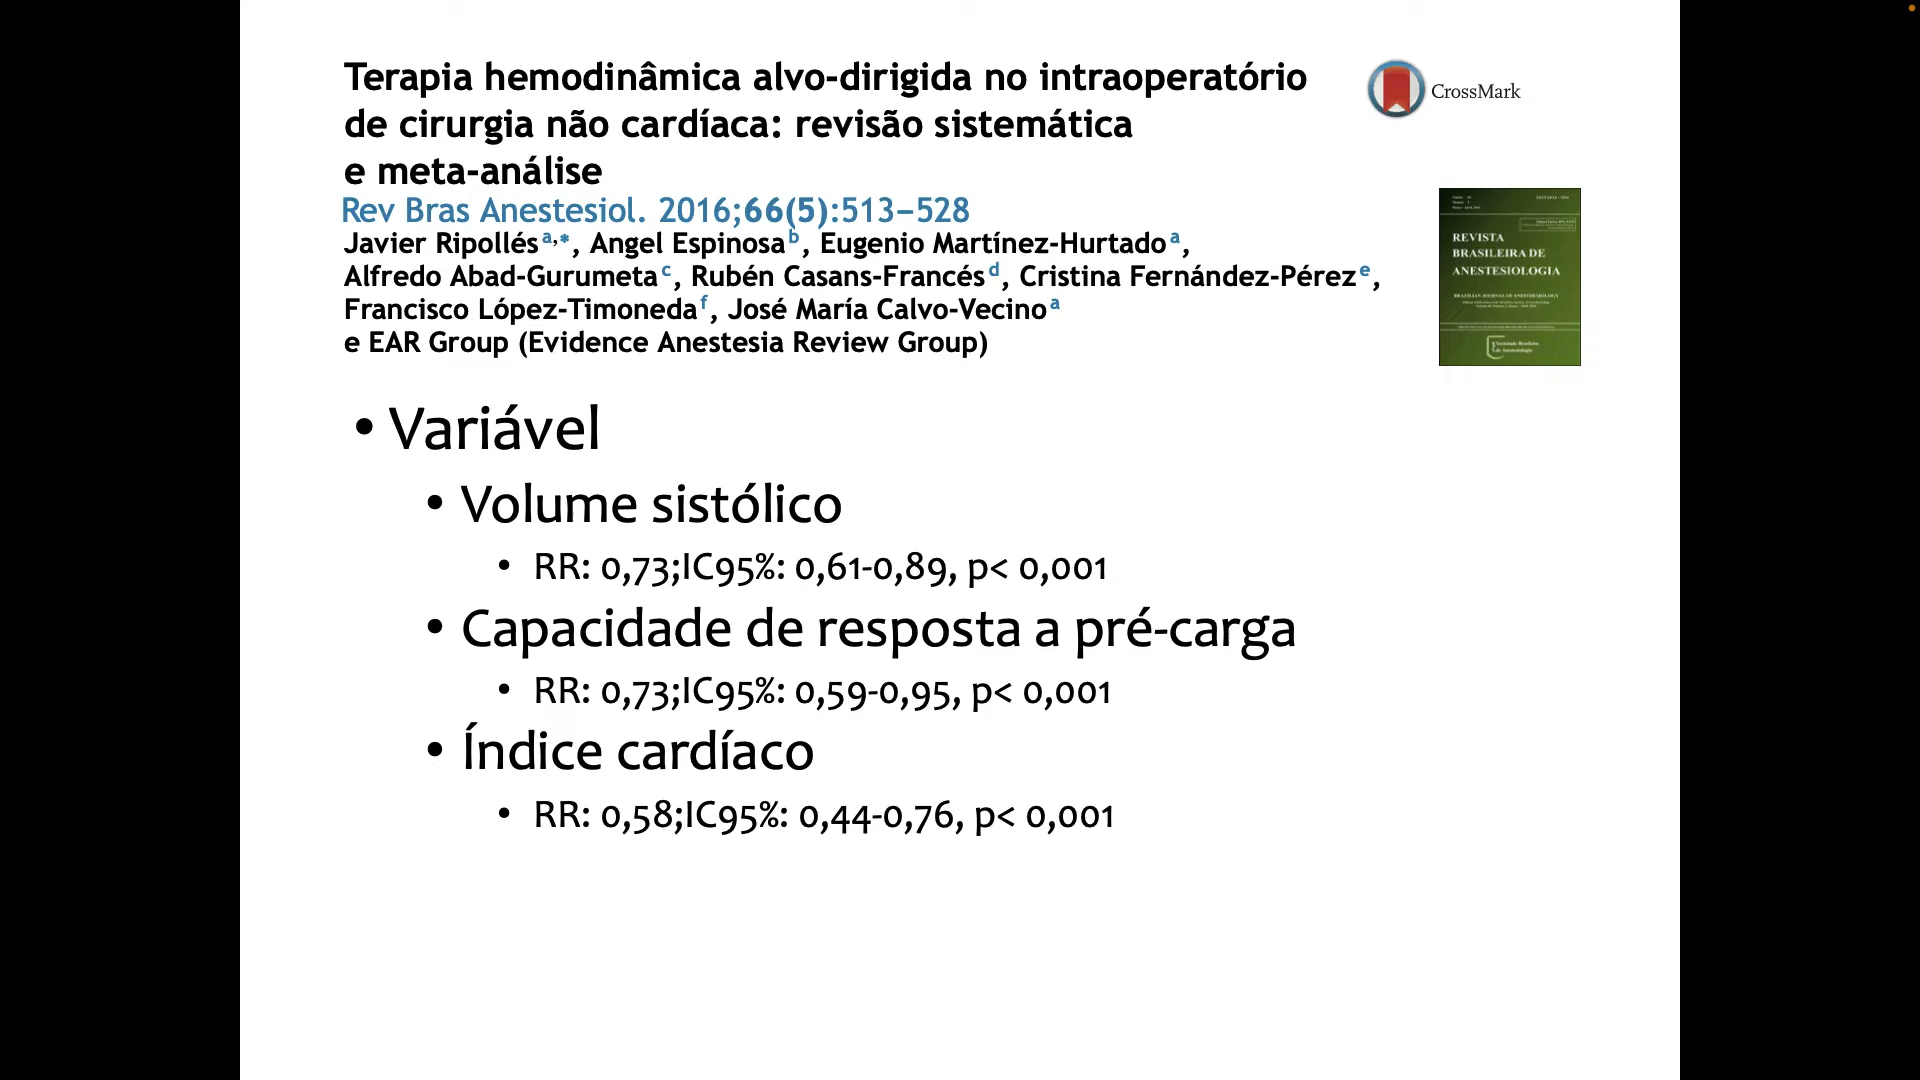 Terapia hemodinâmica alvo-dirigida no intraoperatório
de cirurgia não cardíaca: revisão sistemática
e meta-análise
CrossMark
Rev Bras Anestesiol. 2016;66(5):513-528
Javier Ripollés a,*, Angel Espinosa b, Eugenio Martínez-Hurtado a,
Alfredo Abad-Gurumeta c, Rubén Casans-Francés d, Cristina Fernández-Pérez e,
Francisco López-Timoneda f, José María Calvo-Vecino a
e EAR Group (Evidence Anestesia Review Group)
REVISTA
BRASILEIRA DE
ANESTESIOLOGIA
BRAZILIAN JOURNAL OF ANESTHESIOLOGY
• Variável
• Volume sistólico
• RR: 0,73;IC95%: 0,61-0,89, p< 0,001
• Capacidade de resposta a pré-carga
• RR: 0,73;IC95%: 0,59-0,95, p< 0,001
• Índice cardíaco
• RR: 0,58;IC95%: 0,44-0,76, p< 0,001